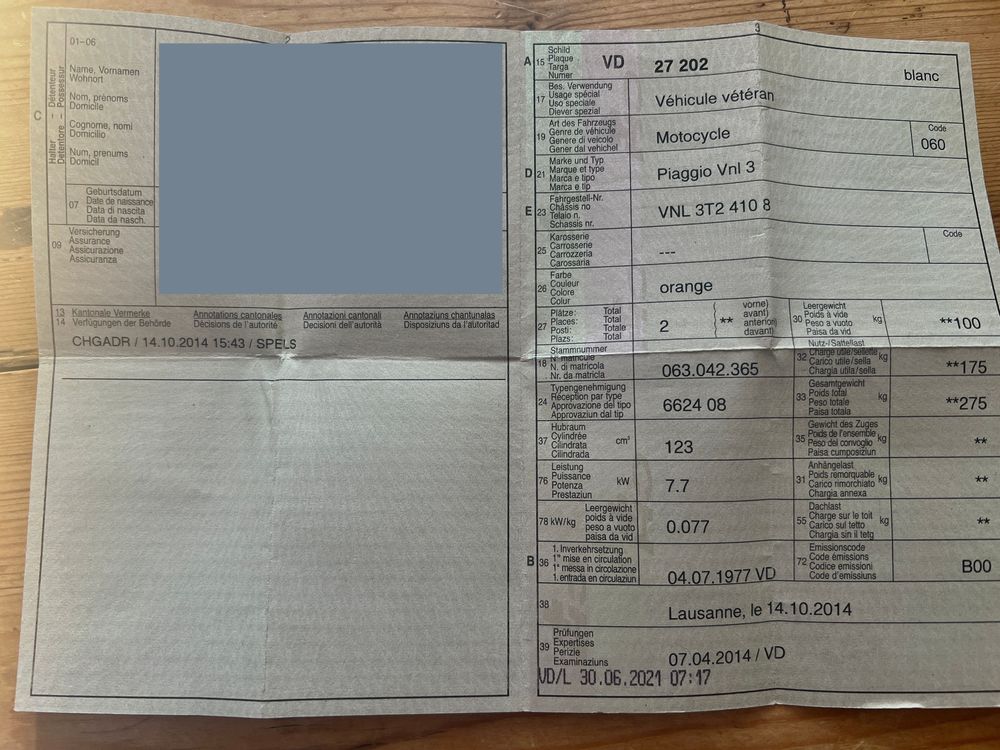 01-06
2
Halter – Détenteur
Detentore – Possessur
C
Name, Vornamen
Wohnort
Nom, prénoms
Domicile
Cognome, nomi
Domicilio
Num, prenums
Domicil
07
Geburtsdatum
Date de naissance
Data di nascita
Data da nasch.
09
Versicherung
Assurance
Assicurazione
Assicuranza
13 Kantonale Vermerke Annotations cantonales Annotazioni cantonali Annotaziuns chantunalas
14 Verfügungen der Behörde Décisions de l'autorité Decisioni dell'autorità Disposiziuns da l'autoritad
CHGADR / 14.10.2014 15:43 / SPELS
3
A 15
Schild
Plaque
Targa
Numer
VD 27 202 blanc
17
Bes. Verwendung
Usage spécial
Uso speciale
Diever spezial
Véhicule vétéran
19
Art des Fahrzeugs
Genre de véhicule
Genere di veicolo
Gener dal vehichel
Motocycle
Code
060
D 21
Marke und Typ
Marque et type
Marca e tipo
Marca e tip
Piaggio Vnl 3
E 23
Fahrgestell-Nr.
Châssis no
Telaio n.
Schassis nr.
VNL 3T2 410 8
25
Karosserie
Carrosserie
Carrozzeria
Carossaria
---
Code
26
Farbe
Couleur
Colore
Colur
orange
27
Plätze: Total
Places: Total
Posti: Totale
Plazs: Total
2
( ** vorne)
avant)
anteriori)
davant)
30
Leergewicht
Poids à vide
Peso a vuoto
Paisa da vid
kg
**100
18
Stammnummer
N° matricule
N. di matricola
Nr. da matricla
063.042.365
32
Nutz-/Sattellast
Charge utile/sellette
Carico utile/sella
Chargia utila/sella
kg
**175
24
Typengenehmigung
Réception par type
Approvazione del tipo
Approvaziun dal tip
6624 08
33
Gesamtgewicht
Poids total
Peso totale
Paisa totala
kg
**275
37
Hubraum
Cylindrée
Cilindrata
Cilindrada
cm³
123
35
Gewicht des Zuges
Poids de l'ensemble
Peso del convoglio
Paisa cumposiziun
kg
**
76
Leistung
Puissance
Potenza
Prestaziun
kW
7.7
31
Anhängelast
Poids remorquable
Carico rimorchiato
Chargia annexa
kg
**
78 kW/kg
Leergewicht
poids à vide
peso a vuoto
paisa da vid
0.077
55
Dachlast
Charge sur le toit
Carico sul tetto
Chargia sin il tetg
kg
**
B 36
1. Inverkehrsetzung
1re mise en circulation
1a messa in circolazione
1. entrada en circulaziun
04.07.1977 VD
72
Emissionscode
Code émissions
Codice emissioni
Code d'emissiuns
B00
38
Lausanne, le 14.10.2014
39
Prüfungen
Expertises
Perizie
Examinaziuns
07.04.2014 / VD
VD/L 30.06.2021 07:17